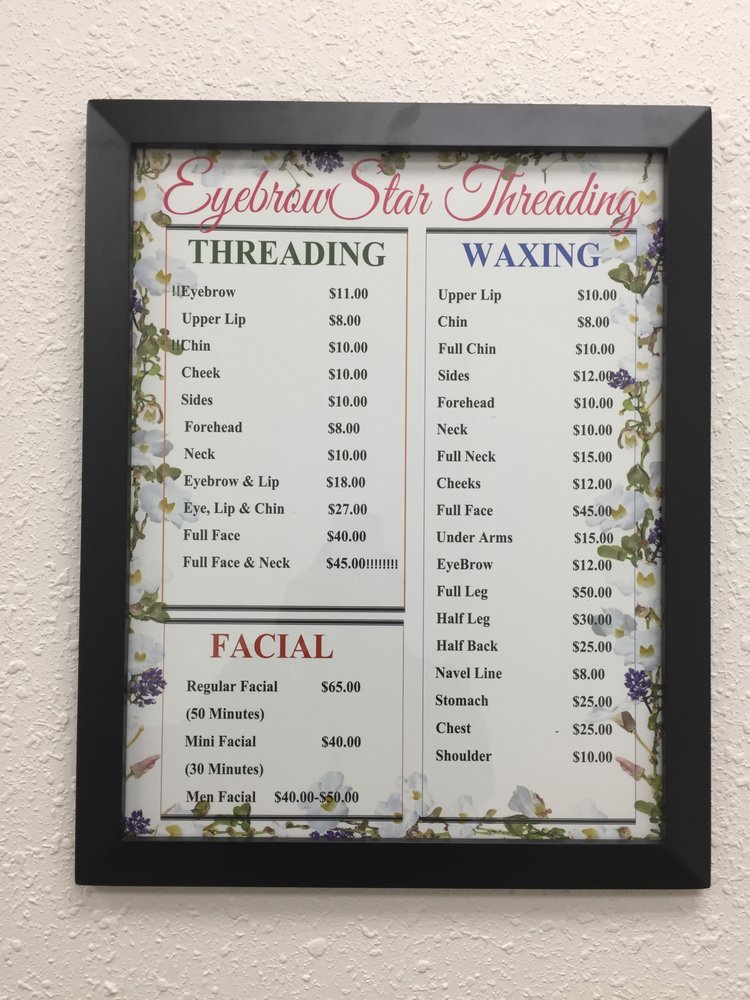 EyebrowStar Threading
THREADING
!!Eyebrow $11.00
Upper Lip $8.00
!!Chin $10.00
Cheek $10.00
Sides $10.00
Forehead $8.00
Neck $10.00
Eyebrow & Lip $18.00
Eye, Lip & Chin $27.00
Full Face $40.00
Full Face & Neck $45.00!!!!!!!!
FACIAL
Regular Facial $65.00
(50 Minutes)
Mini Facial $40.00
(30 Minutes)
Men Facial $40.00-$50.00
WAXING
Upper Lip $10.00
Chin $8.00
Full Chin $10.00
Sides $12.00
Forehead $10.00
Neck $10.00
Full Neck $15.00
Cheeks $12.00
Full Face $45.00
Under Arms $15.00
EyeBrow $12.00
Full Leg $50.00
Half Leg $30.00
Half Back $25.00
Navel Line $8.00
Stomach $25.00
Chest - $25.00
Shoulder $10.00